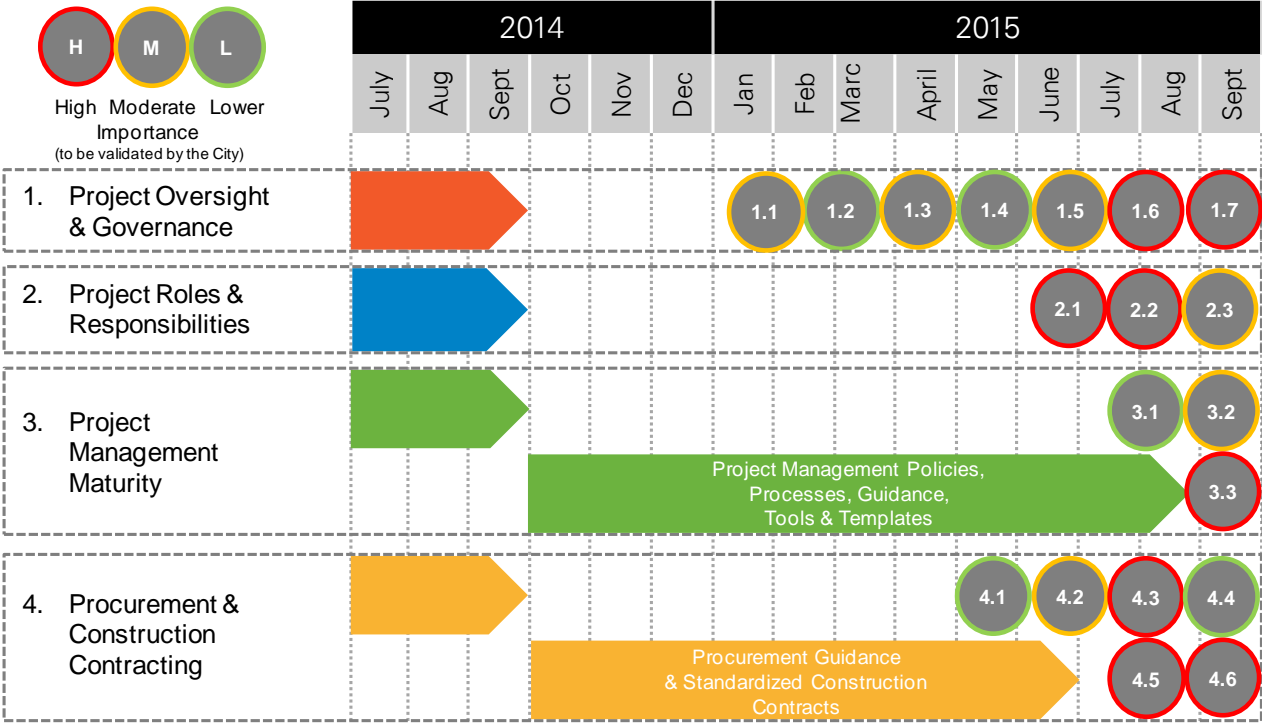 H M L
High Moderate Lower
Importance
(to be validated by the City)
2014 2015
July Aug Sept Oct Nov Dec Jan Feb Marc April May June July Aug Sept
1. Project Oversight
& Governance
1.1 1.2 1.3 1.4 1.5 1.6 1.7
2. Project Roles &
Responsibilities
2.1 2.2 2.3
3. Project
Management
Maturity
3.1 3.2
Project Management Policies,
Processes, Guidance,
Tools & Templates
3.3
4. Procurement &
Construction
Contracting
4.1 4.2 4.3 4.4
Procurement Guidance
& Standardized Construction
Contracts
4.5 4.6